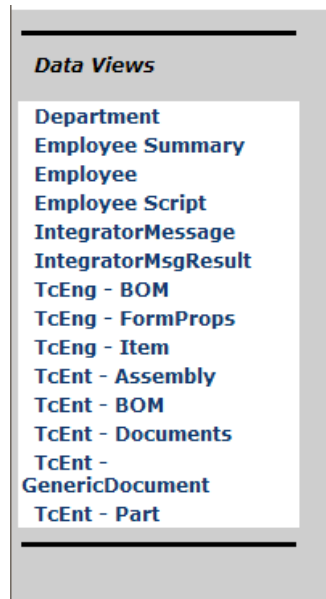 Data Views
Department
Employee Summary
Employee
Employee Script
IntegratorMessage
IntegratorMsgResult
TcEng - BOM
TcEng - FormProps
TcEng - Item
TcEnt - Assembly
TcEnt - BOM
TcEnt - Documents
TcEnt -
GenericDocument
TcEnt - Part